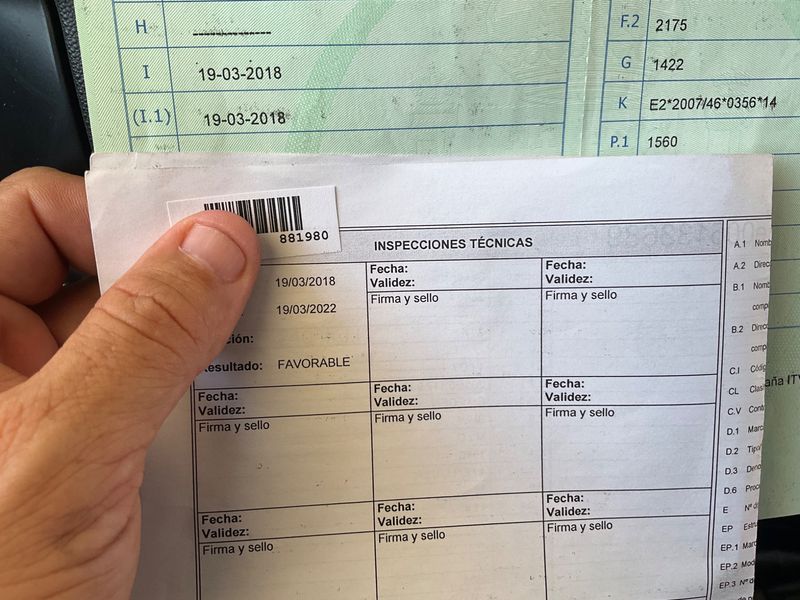 H ------------
F.2 2175
I 19-03-2018
G 1422
(I.1) 19-03-2018
K E2*2007/46*0356*14
P.1 1560
881980
INSPECCIONES TÉCNICAS
19/03/2018
19/03/2022
Resultado: FAVORABLE
Fecha:
Validez:
Firma y sello
Fecha:
Validez:
Firma y sello
Fecha:
Validez:
Firma y sello
Fecha:
Validez:
Firma y sello
Fecha:
Validez:
Firma y sello
Fecha:
Validez:
Firma y sello
Fecha:
Validez:
Firma y sello
Fecha:
Validez:
Firma y sello
A.1
A.2
B.1
B.2
C.I
CL
C.V
D.1
D.2
D.3
D.6
E
EP
EP.1
EP.2
EP.3